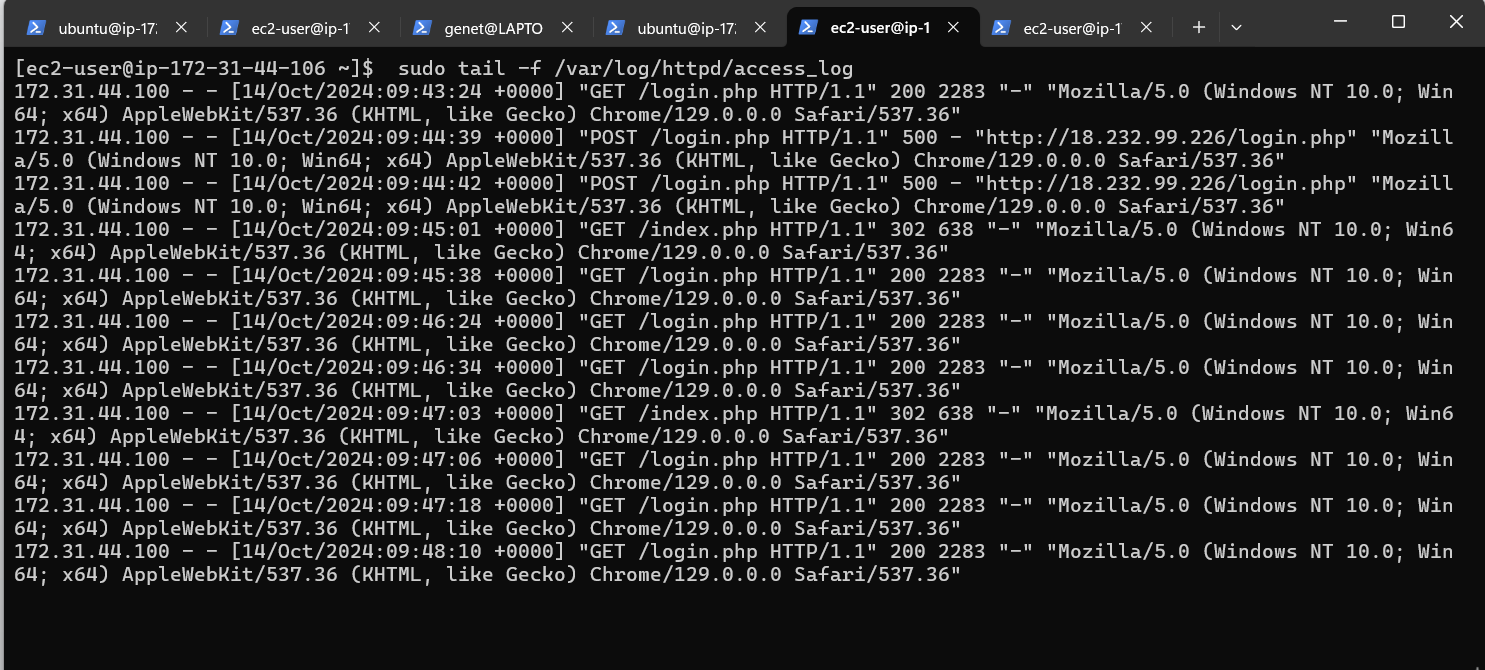 ubuntu@ip-172 ec2-user@ip-1 genet@LAPTO ubuntu@ip-172 ec2-user@ip-1 ec2-user@ip-1
[ec2-user@ip-172-31-44-106 ~]$  sudo tail -f /var/log/httpd/access_log
172.31.44.100 - - [14/Oct/2024:09:43:24 +0000] "GET /login.php HTTP/1.1" 200 2283 "-" "Mozilla/5.0 (Windows NT 10.0; Win
64; x64) AppleWebKit/537.36 (KHTML, like Gecko) Chrome/129.0.0.0 Safari/537.36"
172.31.44.100 - - [14/Oct/2024:09:44:39 +0000] "POST /login.php HTTP/1.1" 500 - "http://18.232.99.226/login.php" "Mozill
a/5.0 (Windows NT 10.0; Win64; x64) AppleWebKit/537.36 (KHTML, like Gecko) Chrome/129.0.0.0 Safari/537.36"
172.31.44.100 - - [14/Oct/2024:09:44:42 +0000] "POST /login.php HTTP/1.1" 500 - "http://18.232.99.226/login.php" "Mozill
a/5.0 (Windows NT 10.0; Win64; x64) AppleWebKit/537.36 (KHTML, like Gecko) Chrome/129.0.0.0 Safari/537.36"
172.31.44.100 - - [14/Oct/2024:09:45:01 +0000] "GET /index.php HTTP/1.1" 302 638 "-" "Mozilla/5.0 (Windows NT 10.0; Win6
4; x64) AppleWebKit/537.36 (KHTML, like Gecko) Chrome/129.0.0.0 Safari/537.36"
172.31.44.100 - - [14/Oct/2024:09:45:38 +0000] "GET /login.php HTTP/1.1" 200 2283 "-" "Mozilla/5.0 (Windows NT 10.0; Win
64; x64) AppleWebKit/537.36 (KHTML, like Gecko) Chrome/129.0.0.0 Safari/537.36"
172.31.44.100 - - [14/Oct/2024:09:46:24 +0000] "GET /login.php HTTP/1.1" 200 2283 "-" "Mozilla/5.0 (Windows NT 10.0; Win
64; x64) AppleWebKit/537.36 (KHTML, like Gecko) Chrome/129.0.0.0 Safari/537.36"
172.31.44.100 - - [14/Oct/2024:09:46:34 +0000] "GET /login.php HTTP/1.1" 200 2283 "-" "Mozilla/5.0 (Windows NT 10.0; Win
64; x64) AppleWebKit/537.36 (KHTML, like Gecko) Chrome/129.0.0.0 Safari/537.36"
172.31.44.100 - - [14/Oct/2024:09:47:03 +0000] "GET /index.php HTTP/1.1" 302 638 "-" "Mozilla/5.0 (Windows NT 10.0; Win6
4; x64) AppleWebKit/537.36 (KHTML, like Gecko) Chrome/129.0.0.0 Safari/537.36"
172.31.44.100 - - [14/Oct/2024:09:47:06 +0000] "GET /login.php HTTP/1.1" 200 2283 "-" "Mozilla/5.0 (Windows NT 10.0; Win
64; x64) AppleWebKit/537.36 (KHTML, like Gecko) Chrome/129.0.0.0 Safari/537.36"
172.31.44.100 - - [14/Oct/2024:09:47:18 +0000] "GET /login.php HTTP/1.1" 200 2283 "-" "Mozilla/5.0 (Windows NT 10.0; Win
64; x64) AppleWebKit/537.36 (KHTML, like Gecko) Chrome/129.0.0.0 Safari/537.36"
172.31.44.100 - - [14/Oct/2024:09:48:10 +0000] "GET /login.php HTTP/1.1" 200 2283 "-" "Mozilla/5.0 (Windows NT 10.0; Win
64; x64) AppleWebKit/537.36 (KHTML, like Gecko) Chrome/129.0.0.0 Safari/537.36"